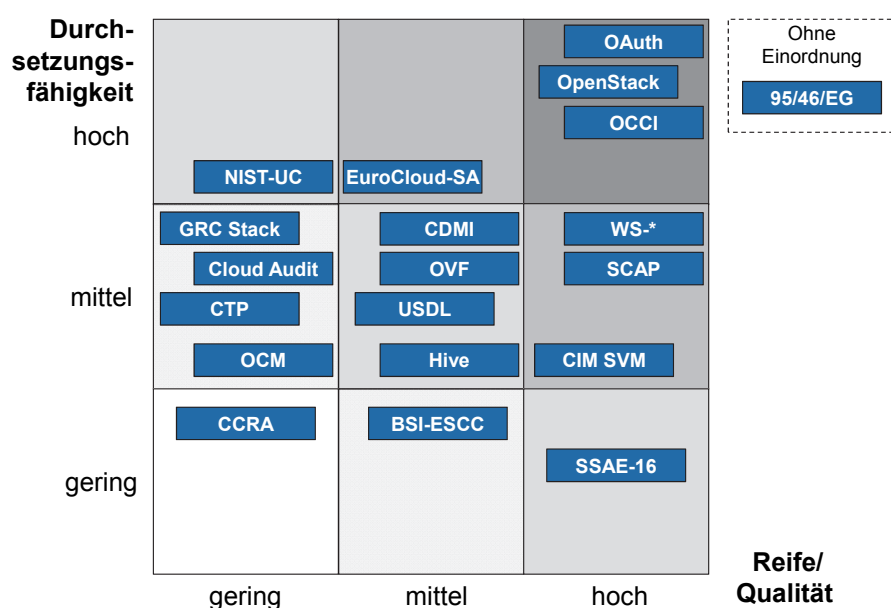 Durch-
setzungs-
fähigkeit
hoch
OAuth
OpenStack
OCCI
NIST-UC
EuroCloud-SA
Ohne
Einordnung
95/46/EG
mittel
GRC Stack
CDMI
WS-*
Cloud Audit
OVF
SCAP
CTP
USDL
OCM
Hive
CIM SVM
gering
CCRA
BSI-ESCC
SSAE-16
gering
mittel
hoch
Reife/
Qualität